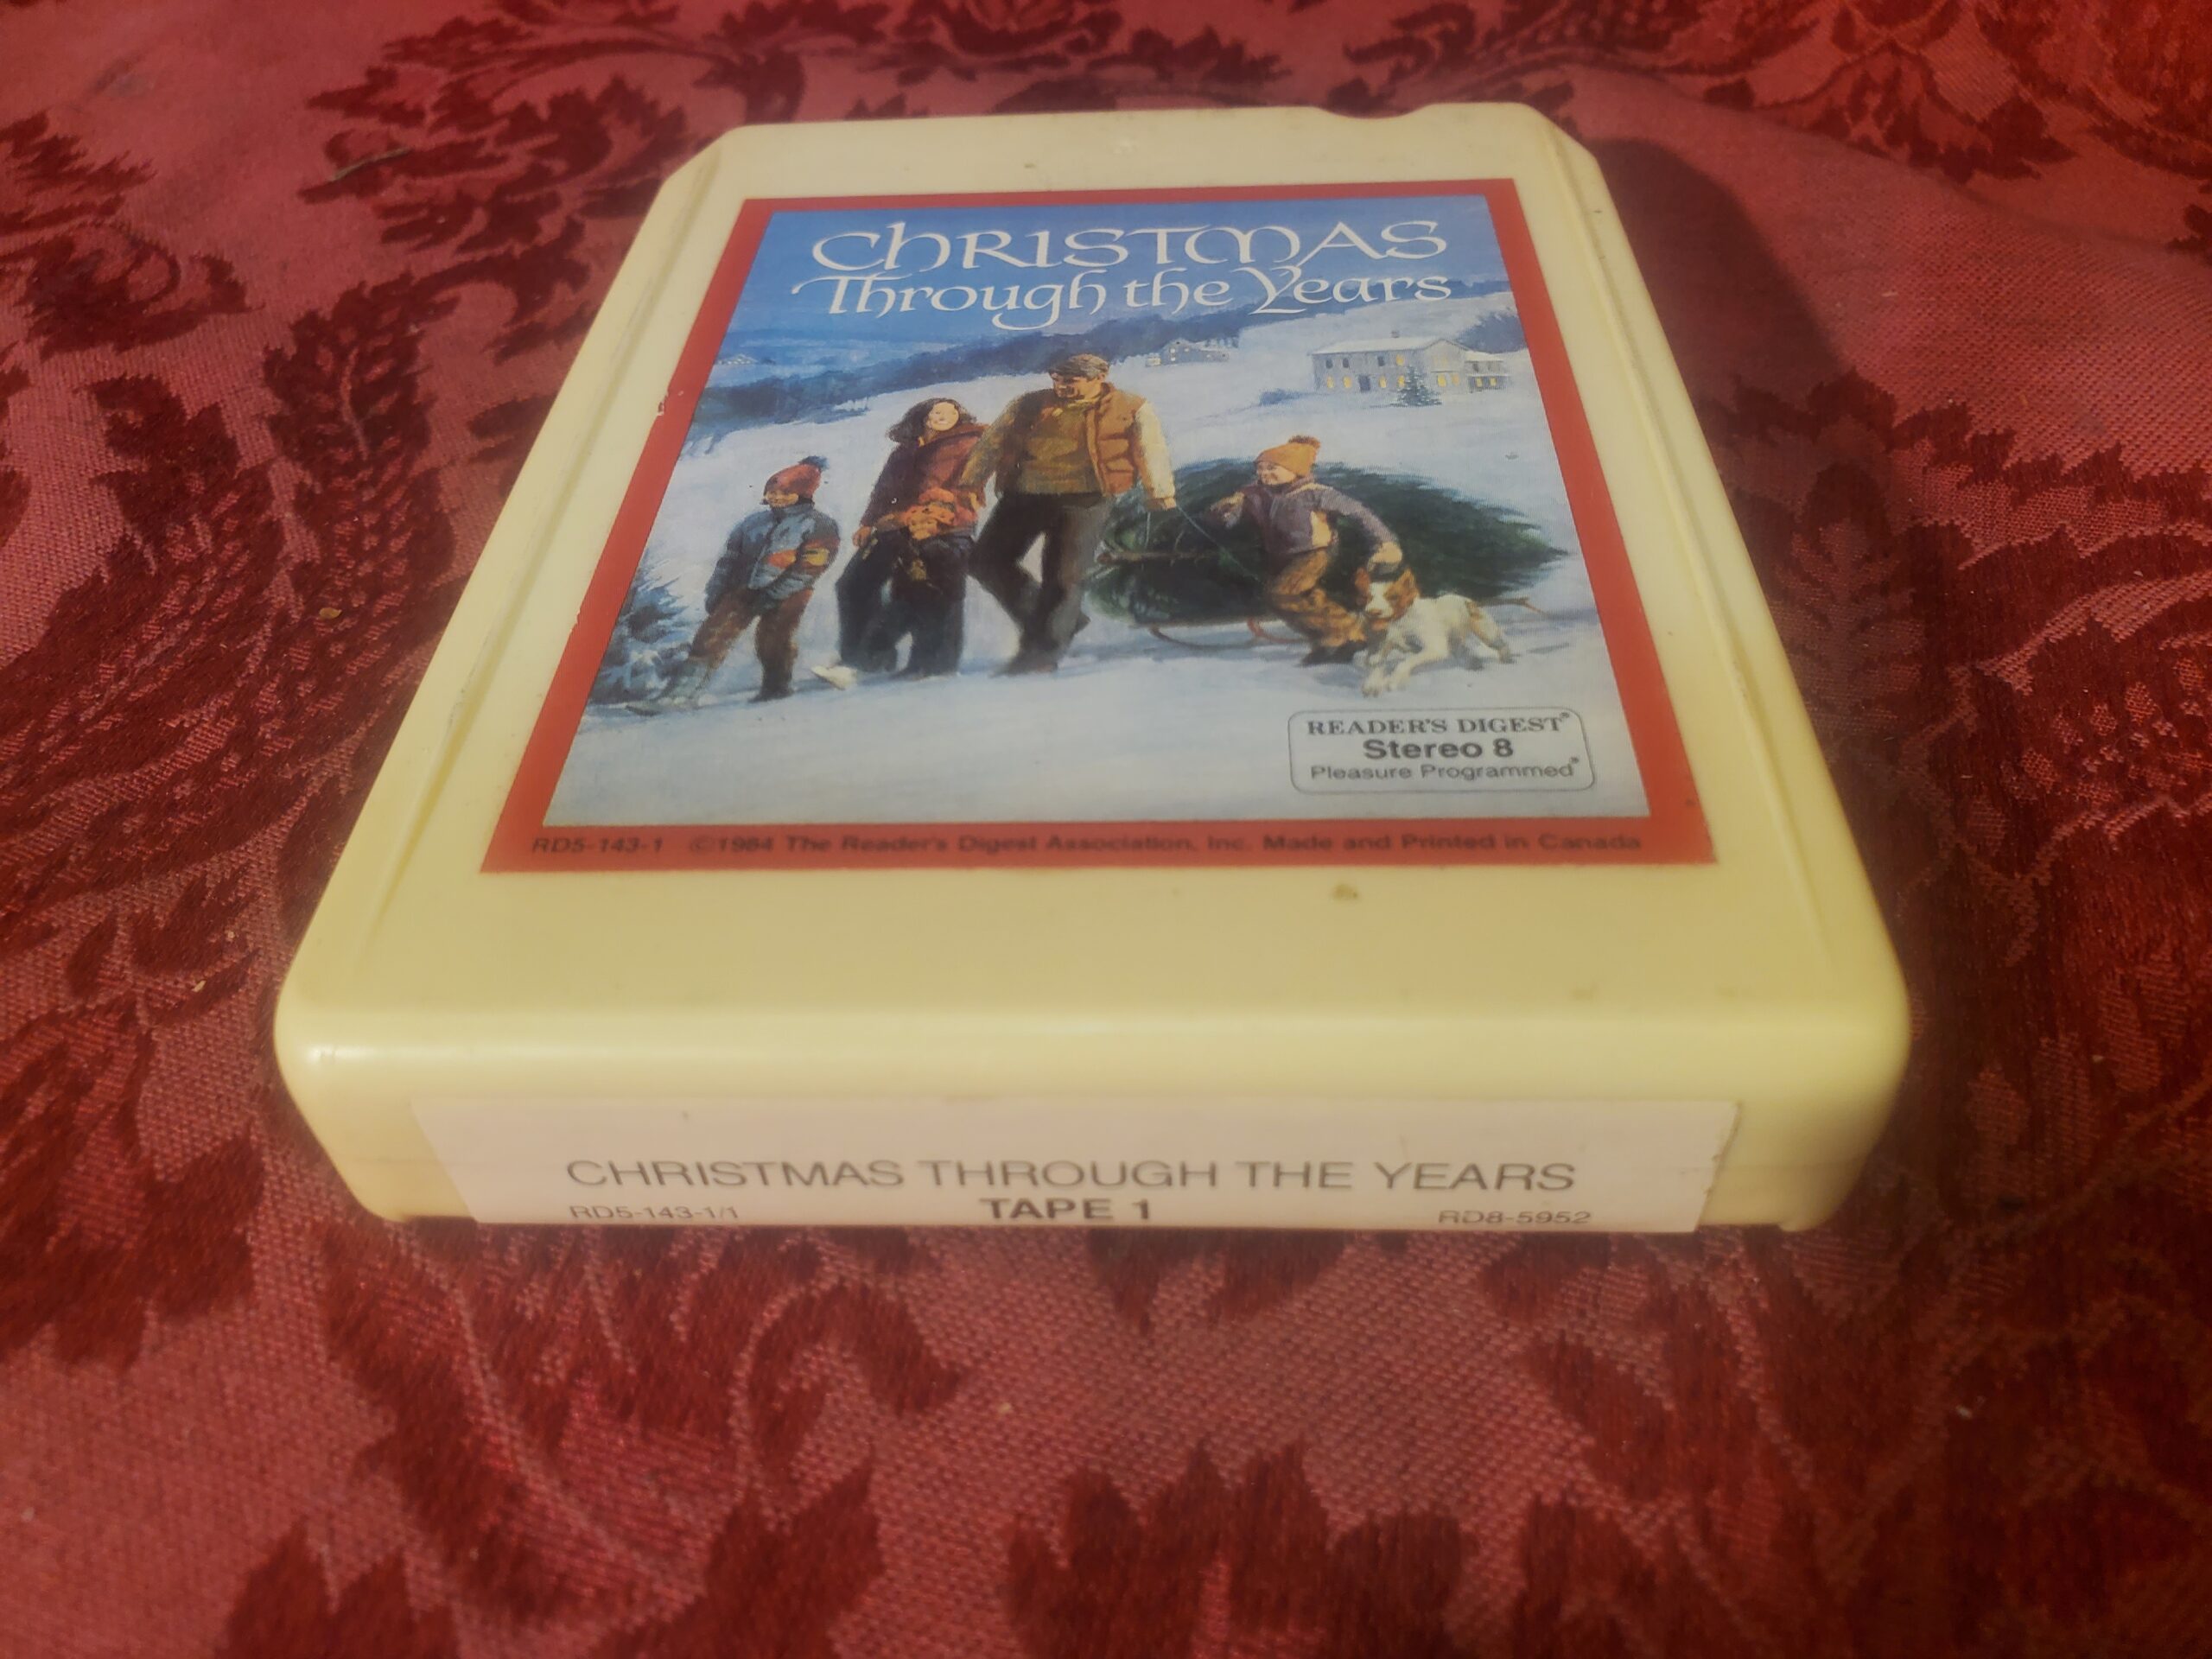 CHRISTMAS
Through the Years
READER'S DIGEST®
Stereo 8
Pleasure Programmed®
RD5-143-1 ©1984 The Reader's Digest Association, Inc. Made and Printed in Canada
CHRISTMAS THROUGH THE YEARS
RD5-143-1/1 TAPE 1 RD8-5952